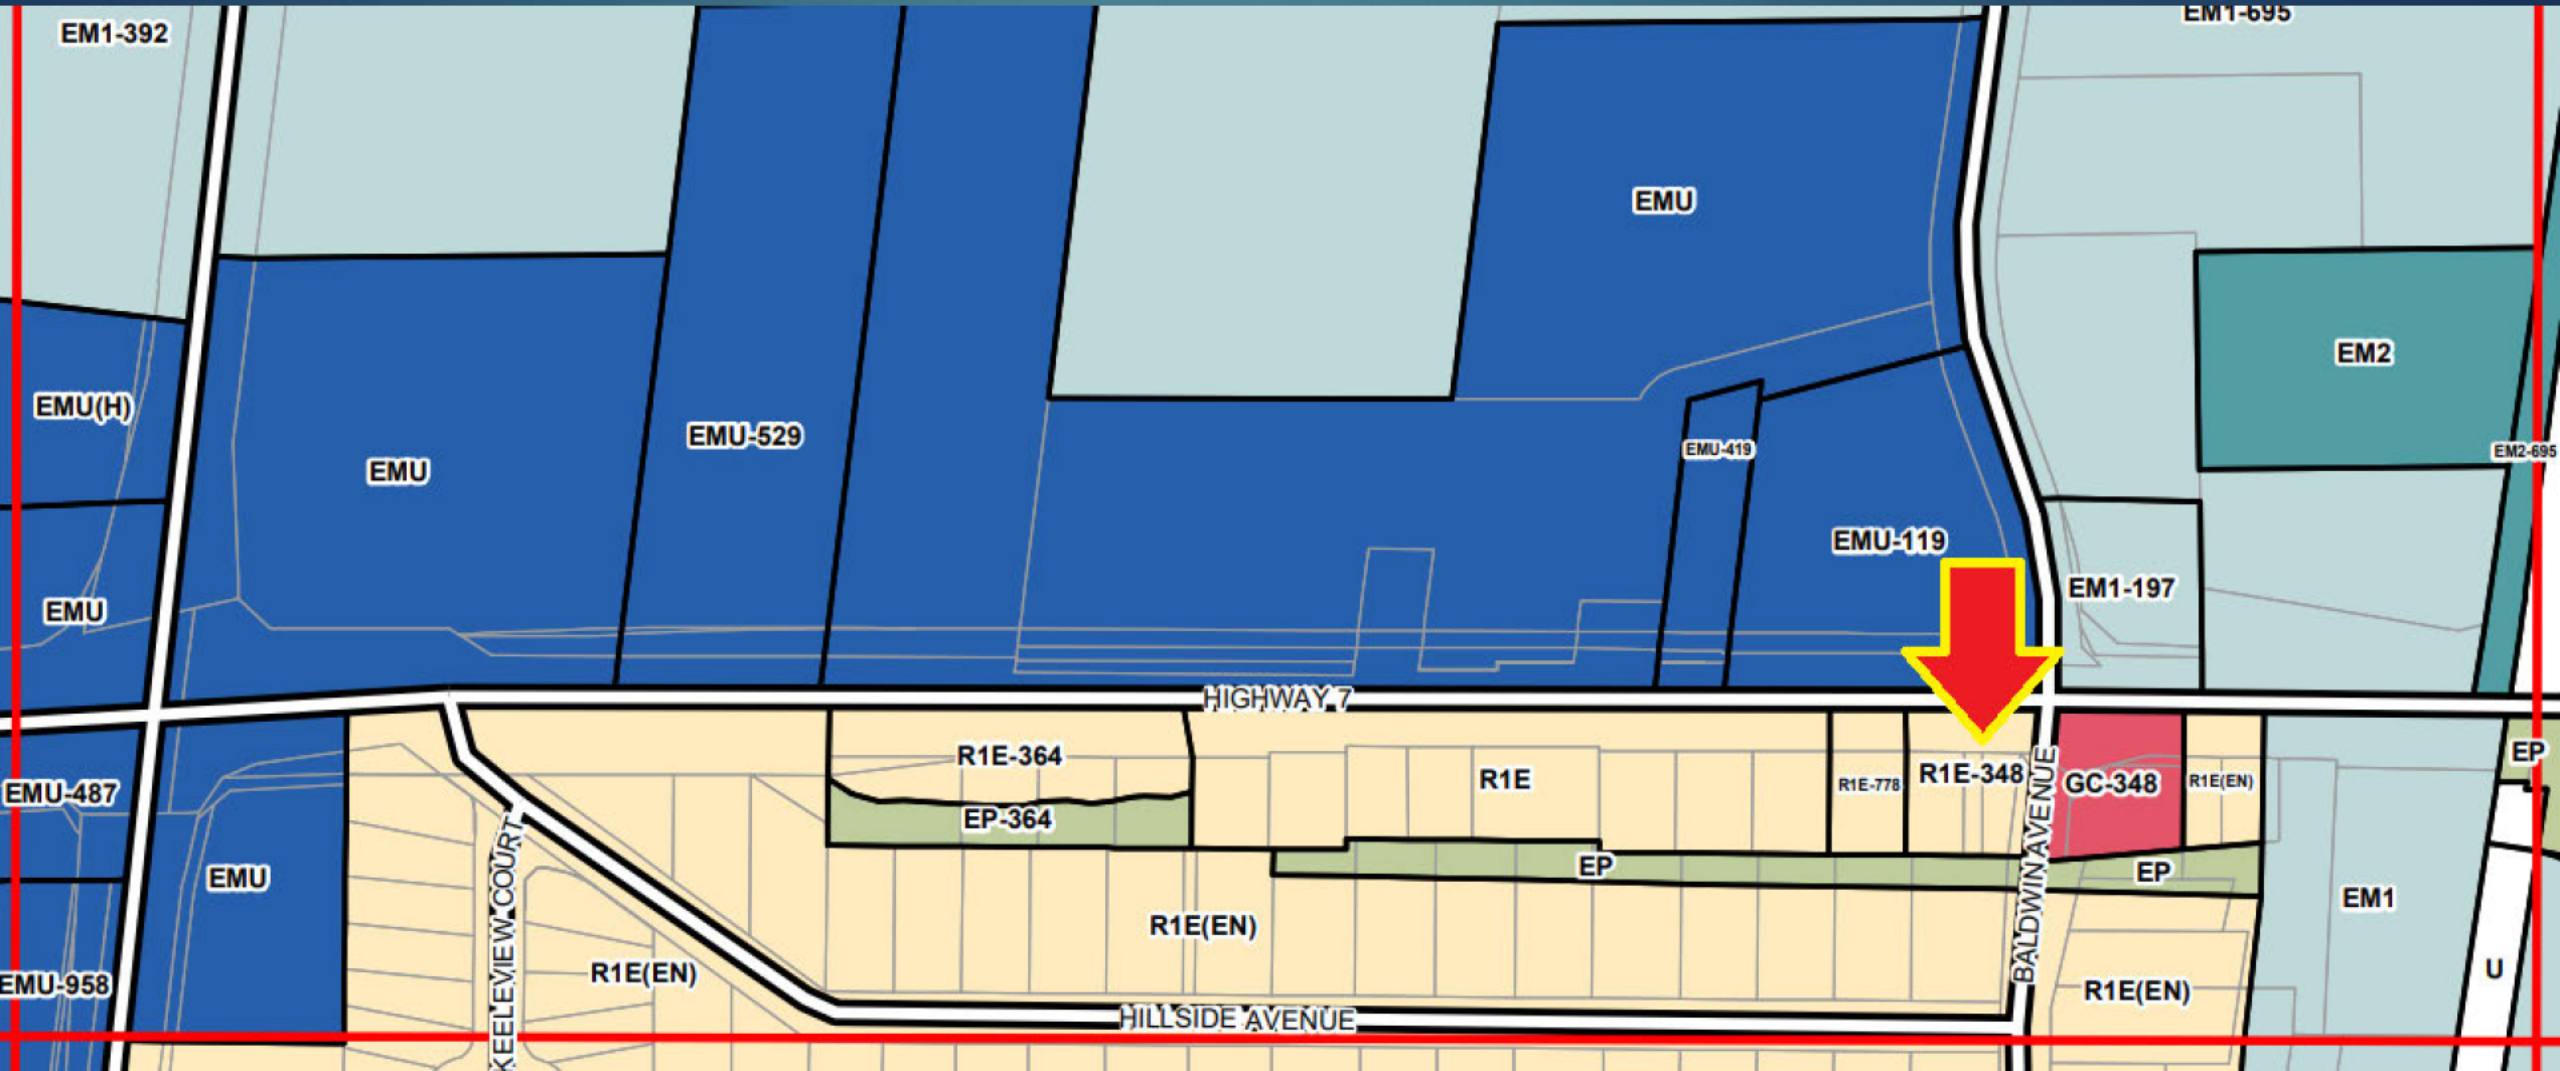 EM1-392
EM1-695
EMU
EM2
EMU(H)
EMU-529
EMU-419
EM2-695
EMU
EMU-119
EM1-197
EMU
HIGHWAY 7
R1E-364
R1E
R1E-778
R1E-348
GC-348
R1E(EN)
EP
EMU-487
EP-364
EP
EP
EMU
BALDWIN AVENUE
EM1
KEELEVIEW COURT
R1E(EN)
R1E(EN)
R1E(EN)
U
EMU-958
HILLSIDE AVENUE